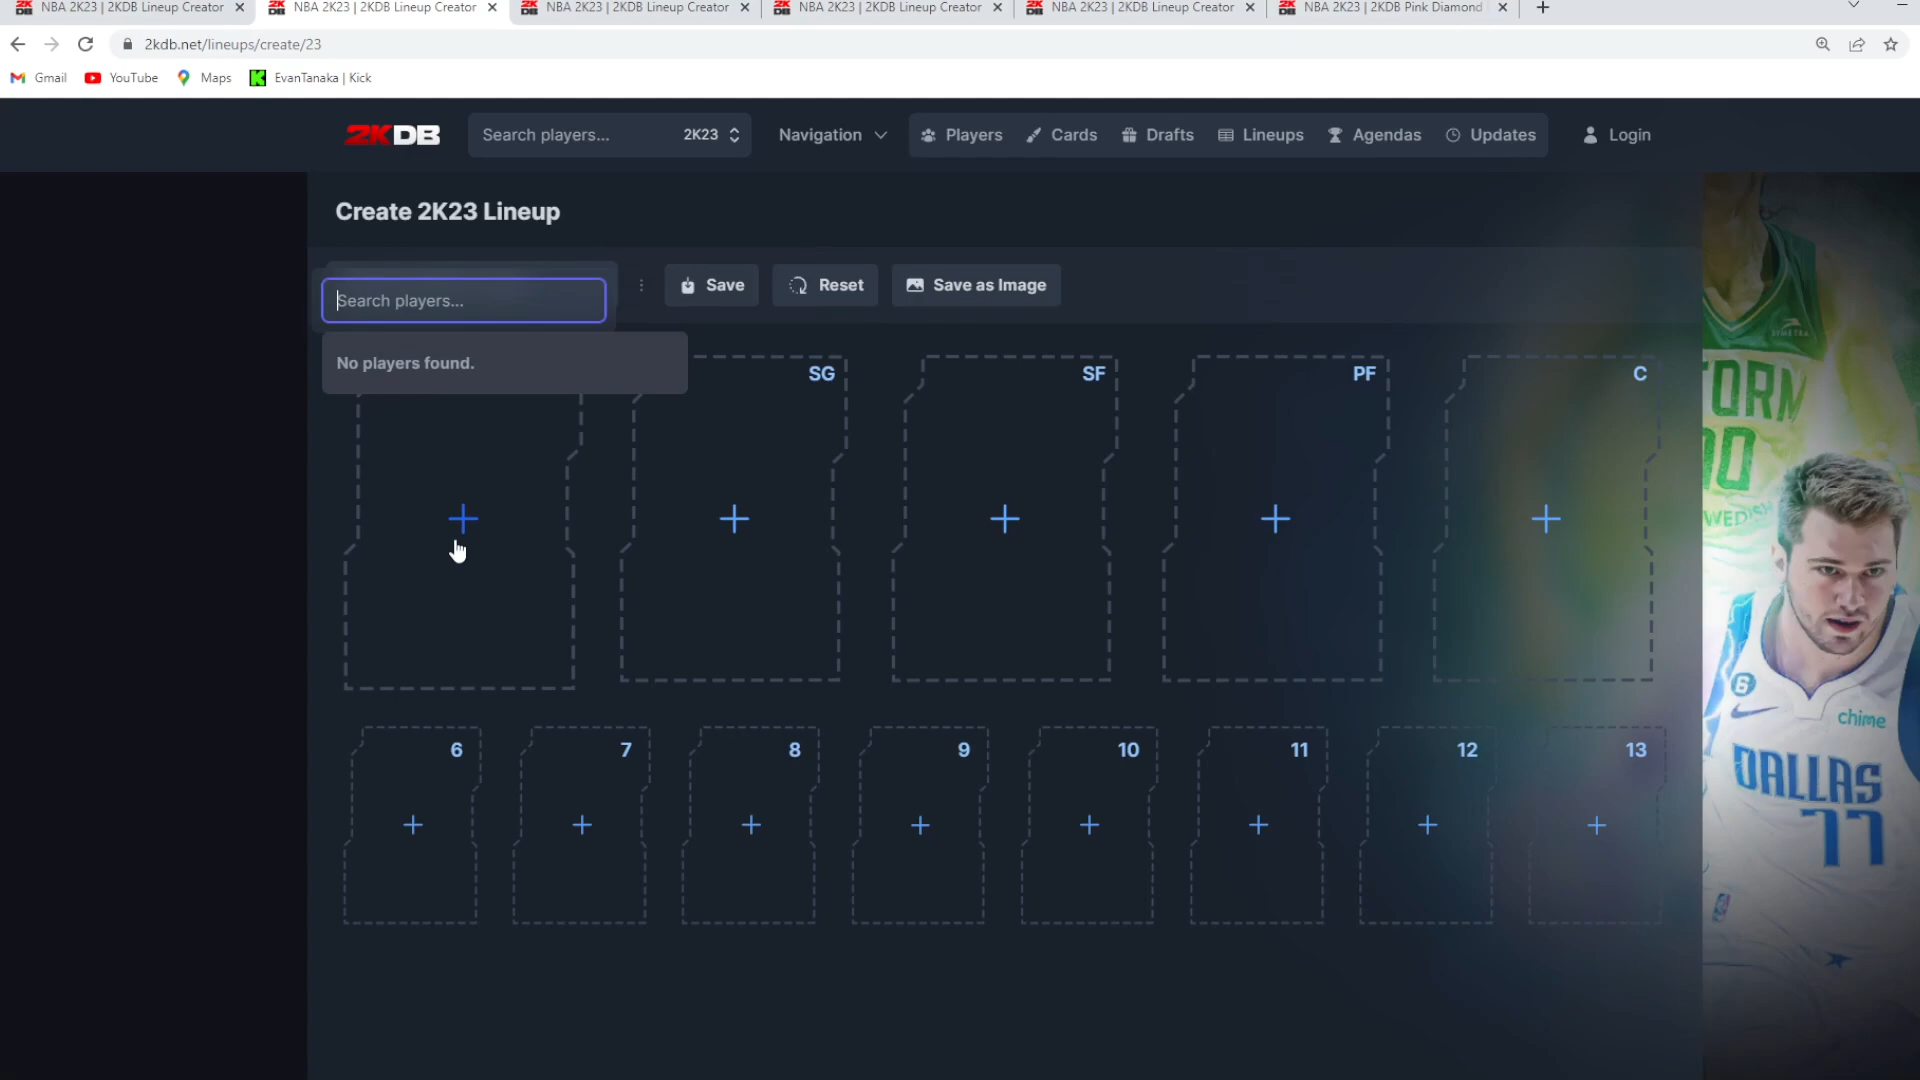 NBA 2K23 | 2KDB Lineup Creator
NBA 2K23 | 2KDB Lineup Creator
NBA 2K23 | 2KDB Lineup Creator
NBA 2K23 | 2KDB Lineup Creator
NBA 2K23 | 2KDB Lineup Creator
NBA 2K23 | 2KDB Pink Diamond
2kdb.net/lineups/create/23
Gmail YouTube Maps EvanTanaka | Kick
2KDB Search players... 2K23 Navigation Players Cards Drafts Lineups Agendas Updates Login
Create 2K23 Lineup
Search players... Save Reset Save as Image
No players found.
SG SF PF C
6 7 8 9 10 11 12 13
SYMETRA
6
chime
DALLAS
77